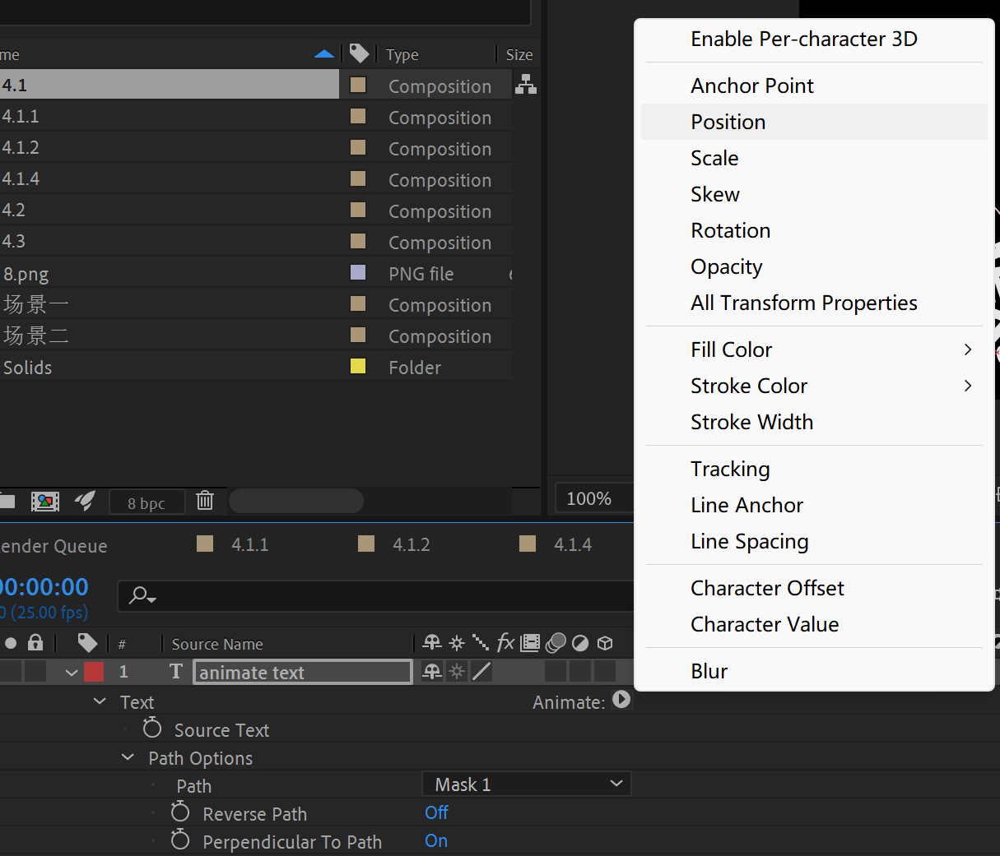 me Type Size
4.1 Composition
4.1.1 Composition
4.1.2 Composition
4.1.4 Composition
4.2 Composition
4.3 Composition
8.png PNG file
场景一 Composition
场景二 Composition
Solids Folder
8 bpc
100%
Enable Per-character 3D
Anchor Point
Position
Scale
Skew
Rotation
Opacity
All Transform Properties
Fill Color
Stroke Color
Stroke Width
Tracking
Line Anchor
Line Spacing
Character Offset
Character Value
Blur
ender Queue 4.1.1 4.1.2 4.1.4
00:00:00
0 (25.00 fps)
# Source Name fx
1 T animate text
Text Animate:
Source Text
Path Options
Path Mask 1
Reverse Path Off
Perpendicular To Path On